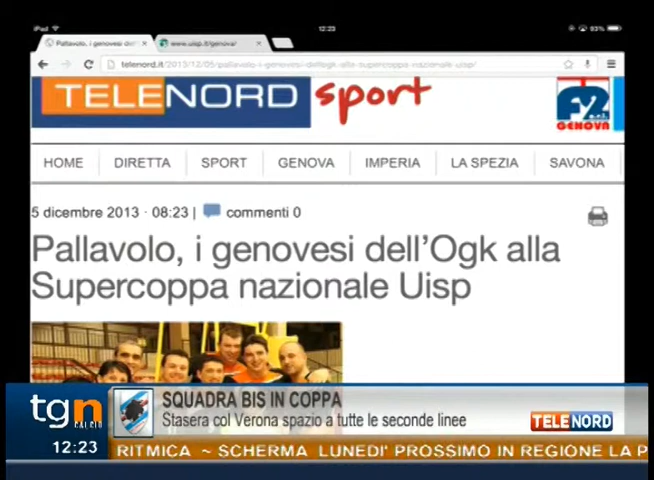 iPad
12:23
93%
Pallavolo, i genovesi del
www.uisp.it/genova/
telenord.it/2013/12/05/pallavolo-i-genovesi-dellogk-alla-supercoppa-nazionale-uisp/
TELENORD sport
F2 s.r.l. GENOVA
HOME DIRETTA SPORT GENOVA IMPERIA LA SPEZIA SAVONA
5 dicembre 2013 · 08:23 | commenti 0
Pallavolo, i genovesi dell'Ogk alla
Supercoppa nazionale Uisp
tgn CALCIO
SQUADRA BIS IN COPPA
Stasera col Verona spazio a tutte le seconde linee
TELENORD
12:23
RITMICA ~ SCHERMA LUNEDI' PROSSIMO IN REGIONE LA P